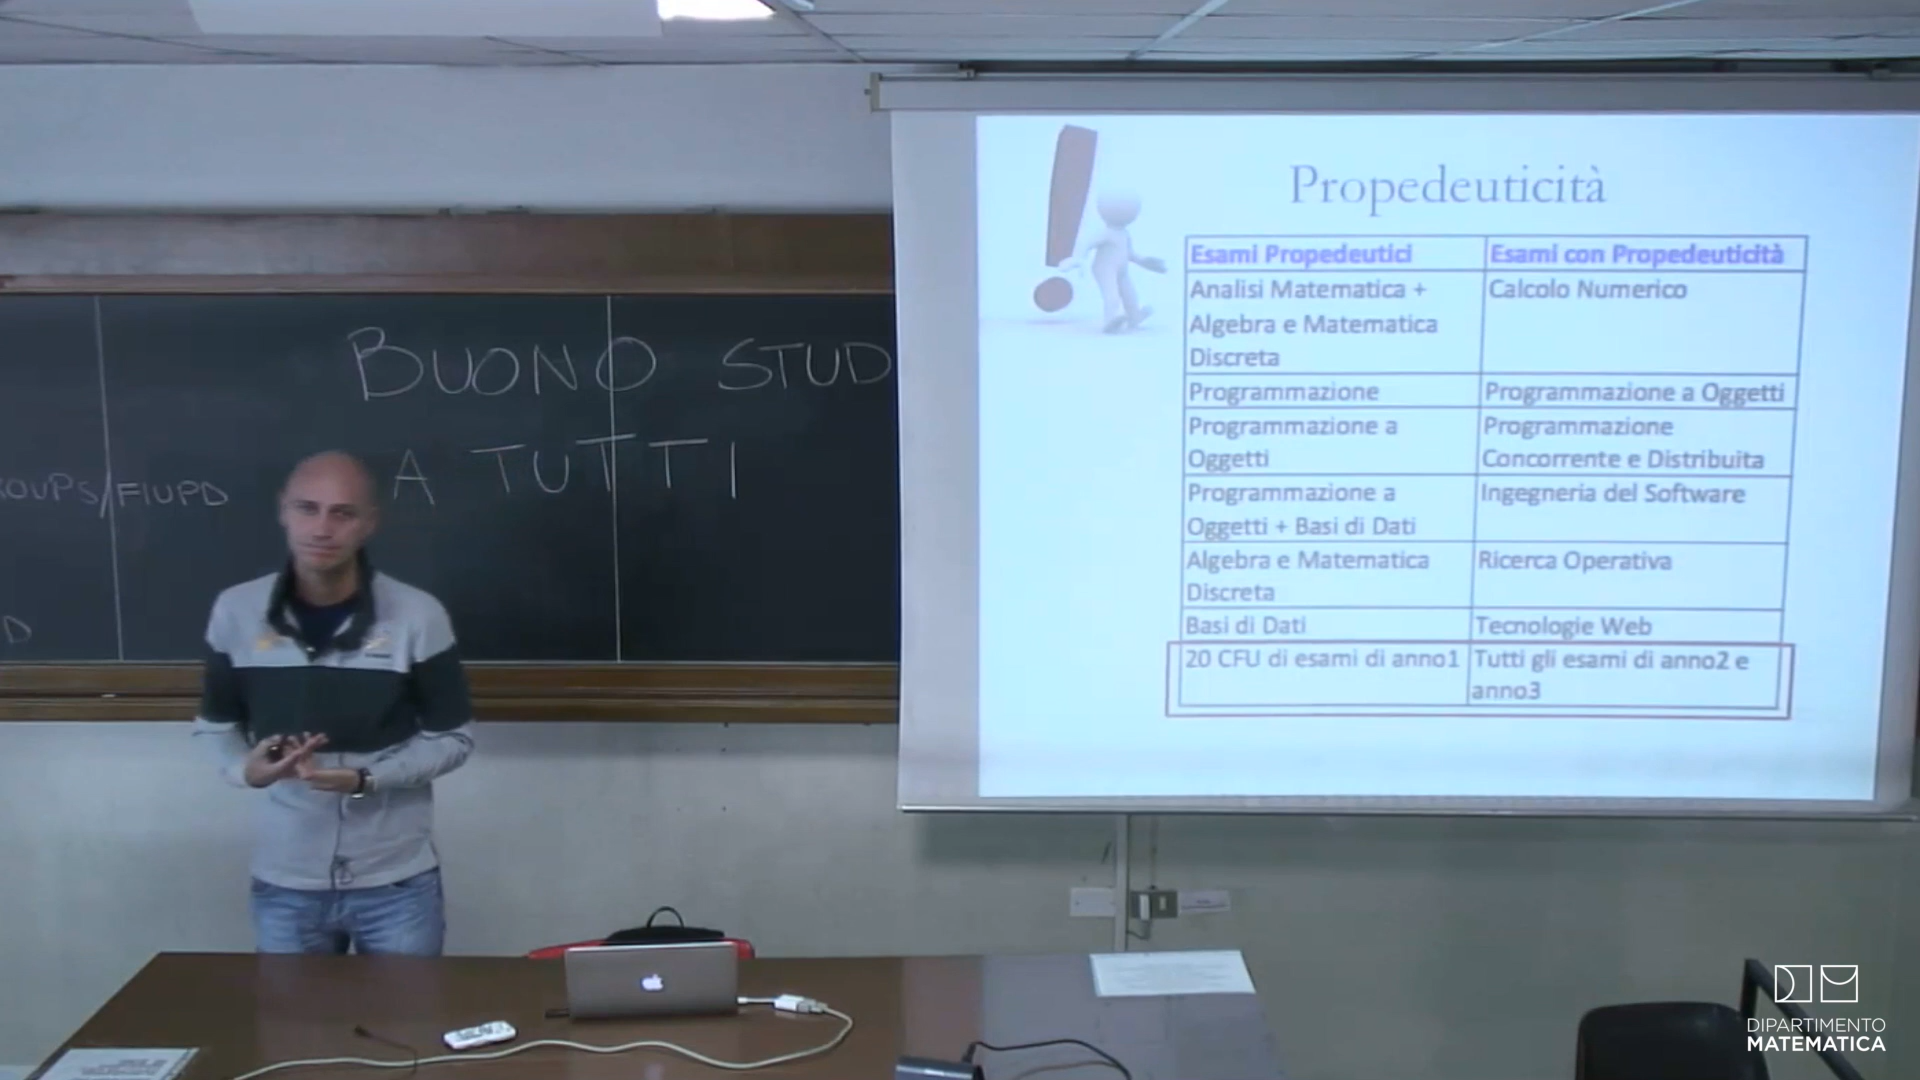 BUONO STUD
A TUTTI
ROUPS/FIUPD
D
Propedeuticità
Esami Propedeutici
Esami con Propedeuticità
Analisi Matematica +
Algebra e Matematica
Discreta
Calcolo Numerico
Programmazione
Programmazione a Oggetti
Programmazione a
Oggetti
Programmazione
Concorrente e Distribuita
Programmazione a
Oggetti + Basi di Dati
Ingegneria del Software
Algebra e Matematica
Discreta
Ricerca Operativa
Basi di Dati
Tecnologie Web
20 CFU di esami di anno1
Tutti gli esami di anno2 e
anno3
DIPARTIMENTO
MATEMATICA